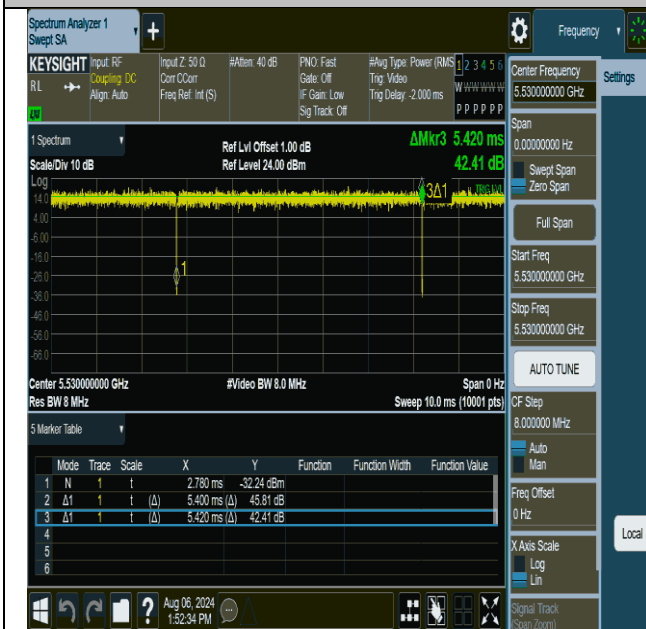 Spectrum Analyzer 1
Swept SA
Frequency
KEYSIGHT
RL
Input: RF
Coupling: DC
Align: Auto
Input Z: 50 Ω
Corr CCorr
Freq Ref: Int (S)
#Atten: 40 dB
PNO: Fast
Gate: Off
IF Gain: Low
Sig Track: Off
#Avg Type: Power (RMS
Trig: Video
Trig Delay: -2.000 ms
1 2 3 4 5 6
W W W W W W
P P P P P P
1 Spectrum
Scale/Div 10 dB
Ref Lvl Offset 1.00 dB
Ref Level 24.00 dBm
ΔMkr3 5.420 ms
42.41 dB
Log
14.0
4.00
-6.00
-16.0
-26.0
-36.0
-46.0
-56.0
-66.0
3Δ1
TRIG LVL
1
Center 5.530000000 GHz
Res BW 8 MHz
#Video BW 8.0 MHz
Span 0 Hz
Sweep 10.0 ms (10001 pts)
5 Marker Table
Mode Trace Scale X Y Function Function Width Function Value
1 N 1 t 2.780 ms -32.24 dBm
2 Δ1 1 t (Δ) 5.400 ms (Δ) 45.81 dB
3 Δ1 1 t (Δ) 5.420 ms (Δ) 42.41 dB
4
5
6
Aug 06, 2024
1:52:34 PM
Center Frequency
5.530000000 GHz
Span
0.00000000 Hz
Swept Span
Zero Span
Full Span
Start Freq
5.530000000 GHz
Stop Freq
5.530000000 GHz
AUTO TUNE
CF Step
8.000000 MHz
Auto
Man
Freq Offset
0 Hz
X Axis Scale
Log
Lin
Signal Track
(Span Zoom)
Settings
Local